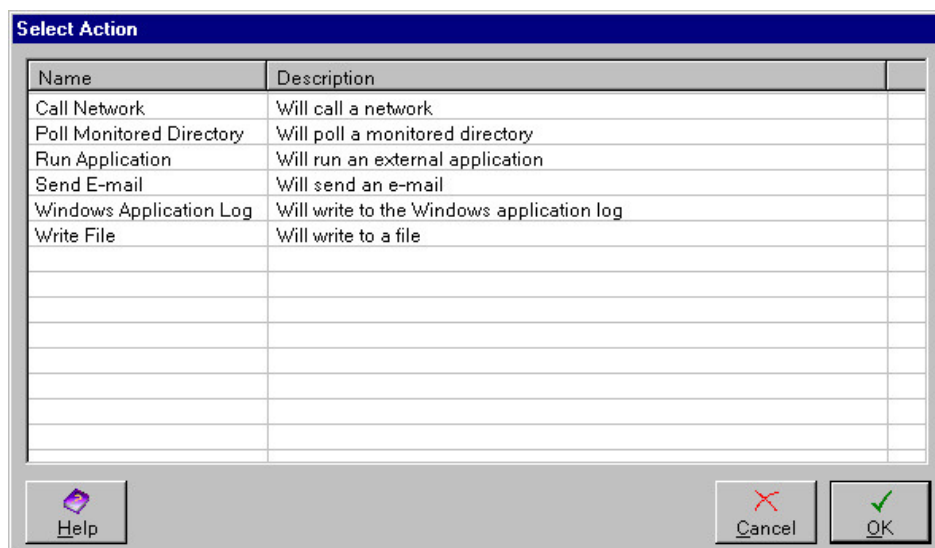 Select Action
Name Description
Call Network Will call a network
Poll Monitored Directory Will poll a monitored directory
Run Application Will run an external application
Send E-mail Will send an e-mail
Windows Application Log Will write to the Windows application log
Write File Will write to a file
Help Cancel OK